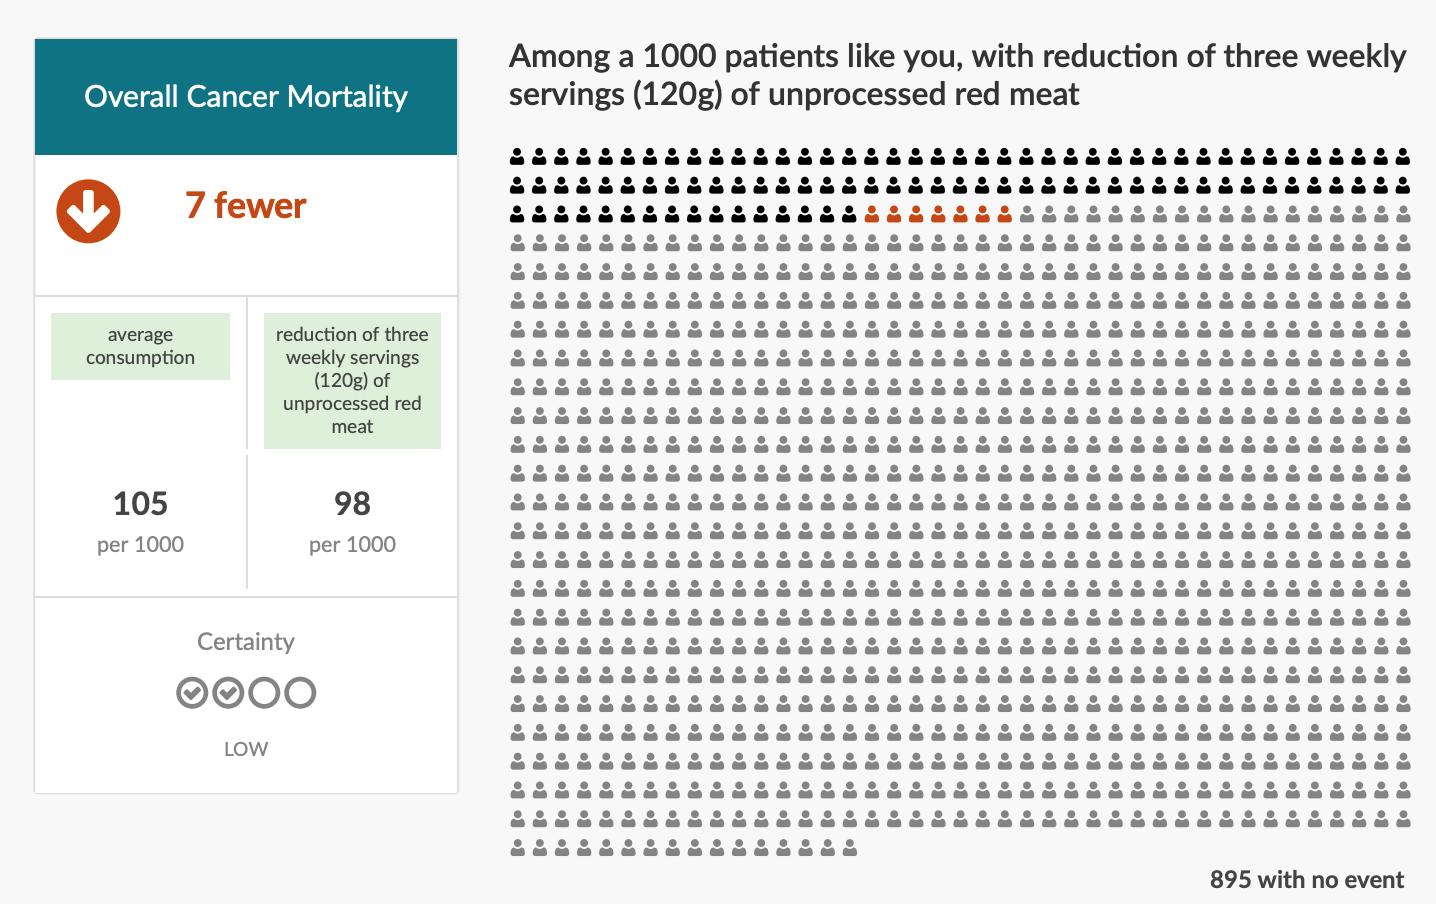 Overall Cancer Mortality
7 fewer
average
consumption
reduction of three
weekly servings
(120g) of
unprocessed red
meat
105
per 1000
98
per 1000
Certainty
LOW
Among a 1000 patients like you, with reduction of three weekly
servings (120g) of unprocessed red meat
895 with no event